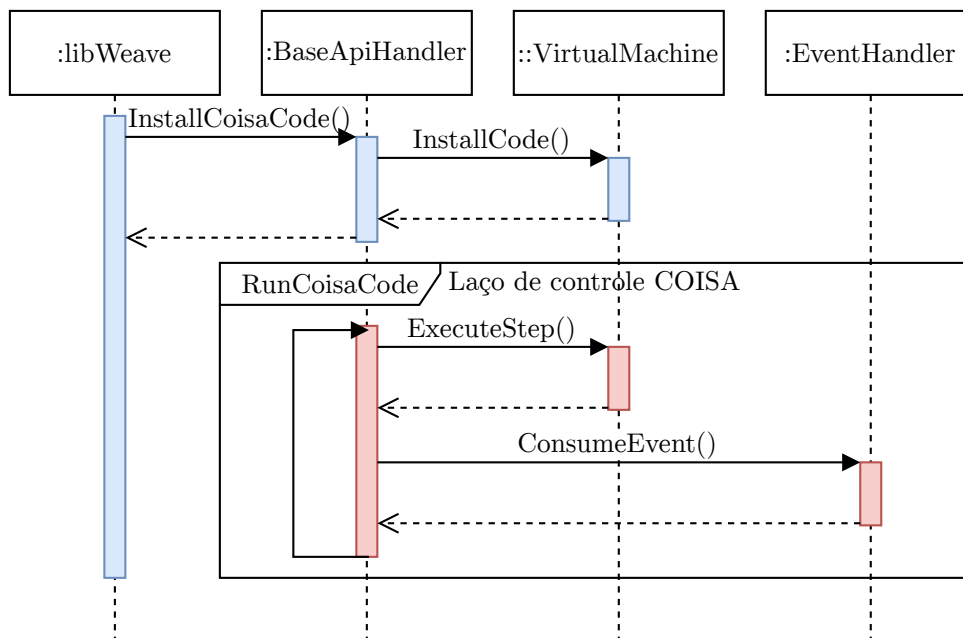 :libWeave
:BaseApiHandler
::VirtualMachine
:EventHandler
InstallCoisaCode()
InstallCode()
RunCoisaCode
Laço de controle COISA
ExecuteStep()
ConsumeEvent()